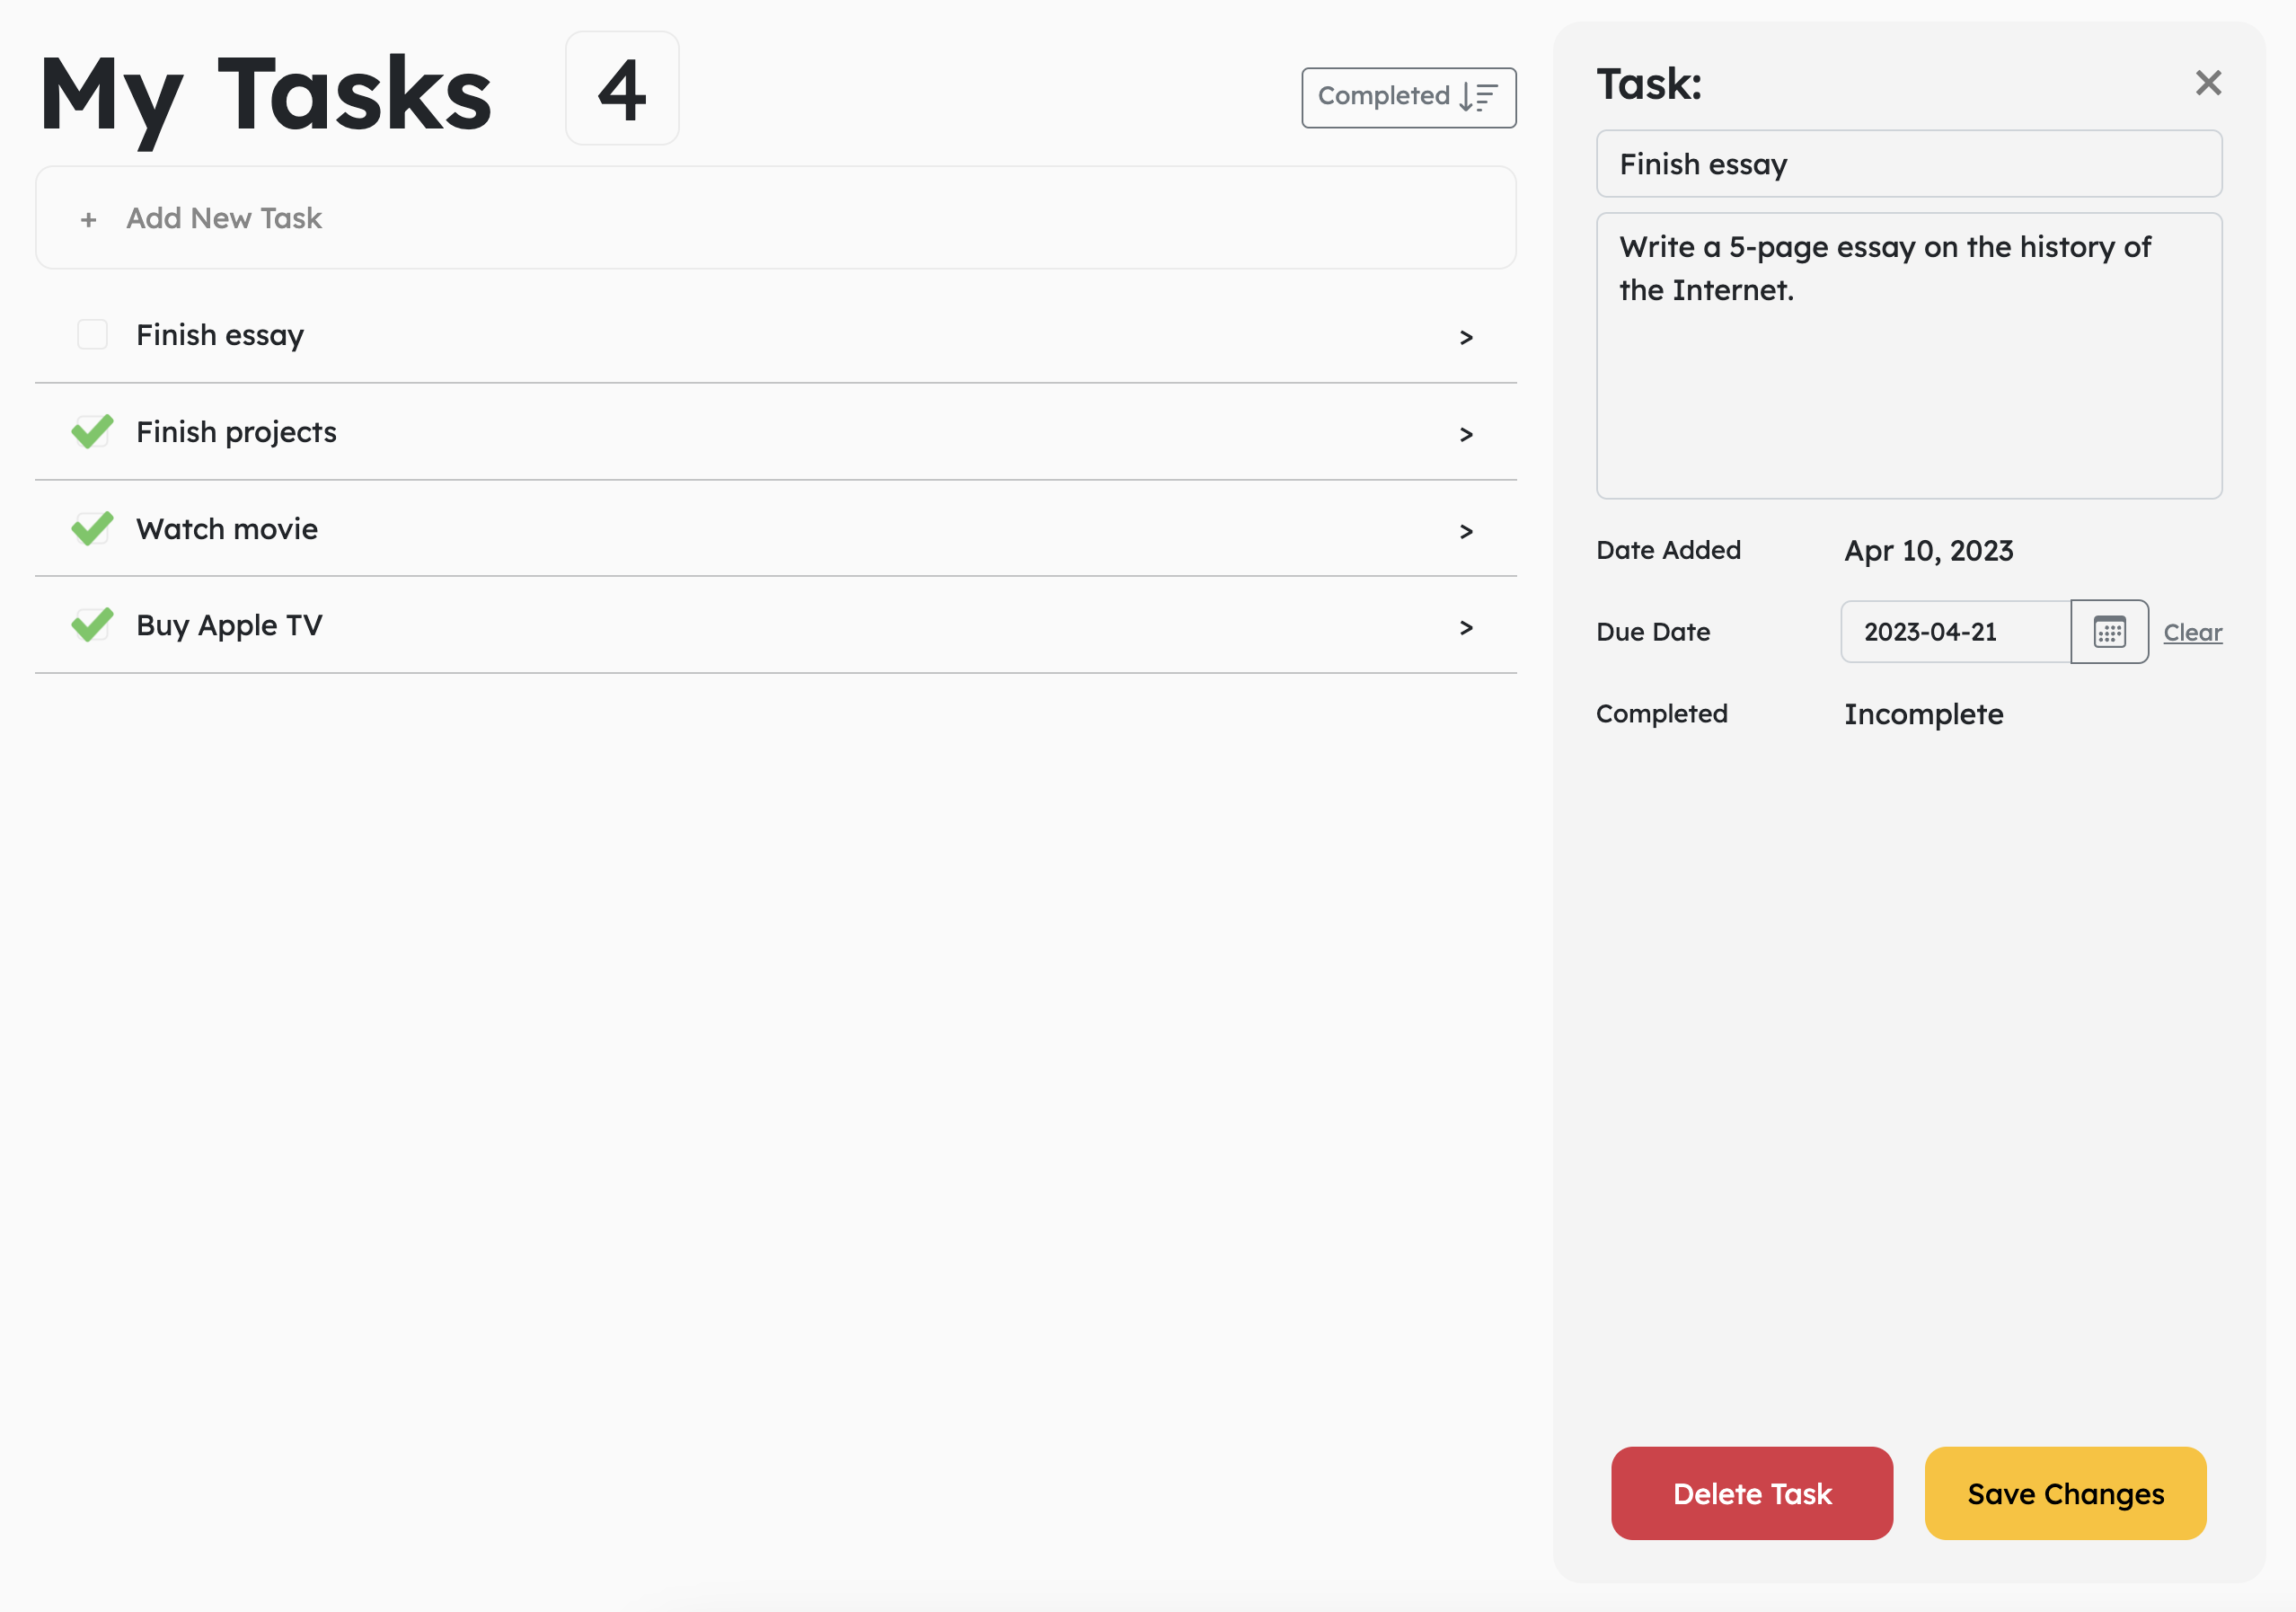 My Tasks 4
Completed
+ Add New Task
Finish essay >
Finish projects >
Watch movie >
Buy Apple TV >
Task:
Finish essay
Write a 5-page essay on the history of
the Internet.
Date Added Apr 10, 2023
Due Date 2023-04-21 Clear
Completed Incomplete
Delete Task Save Changes